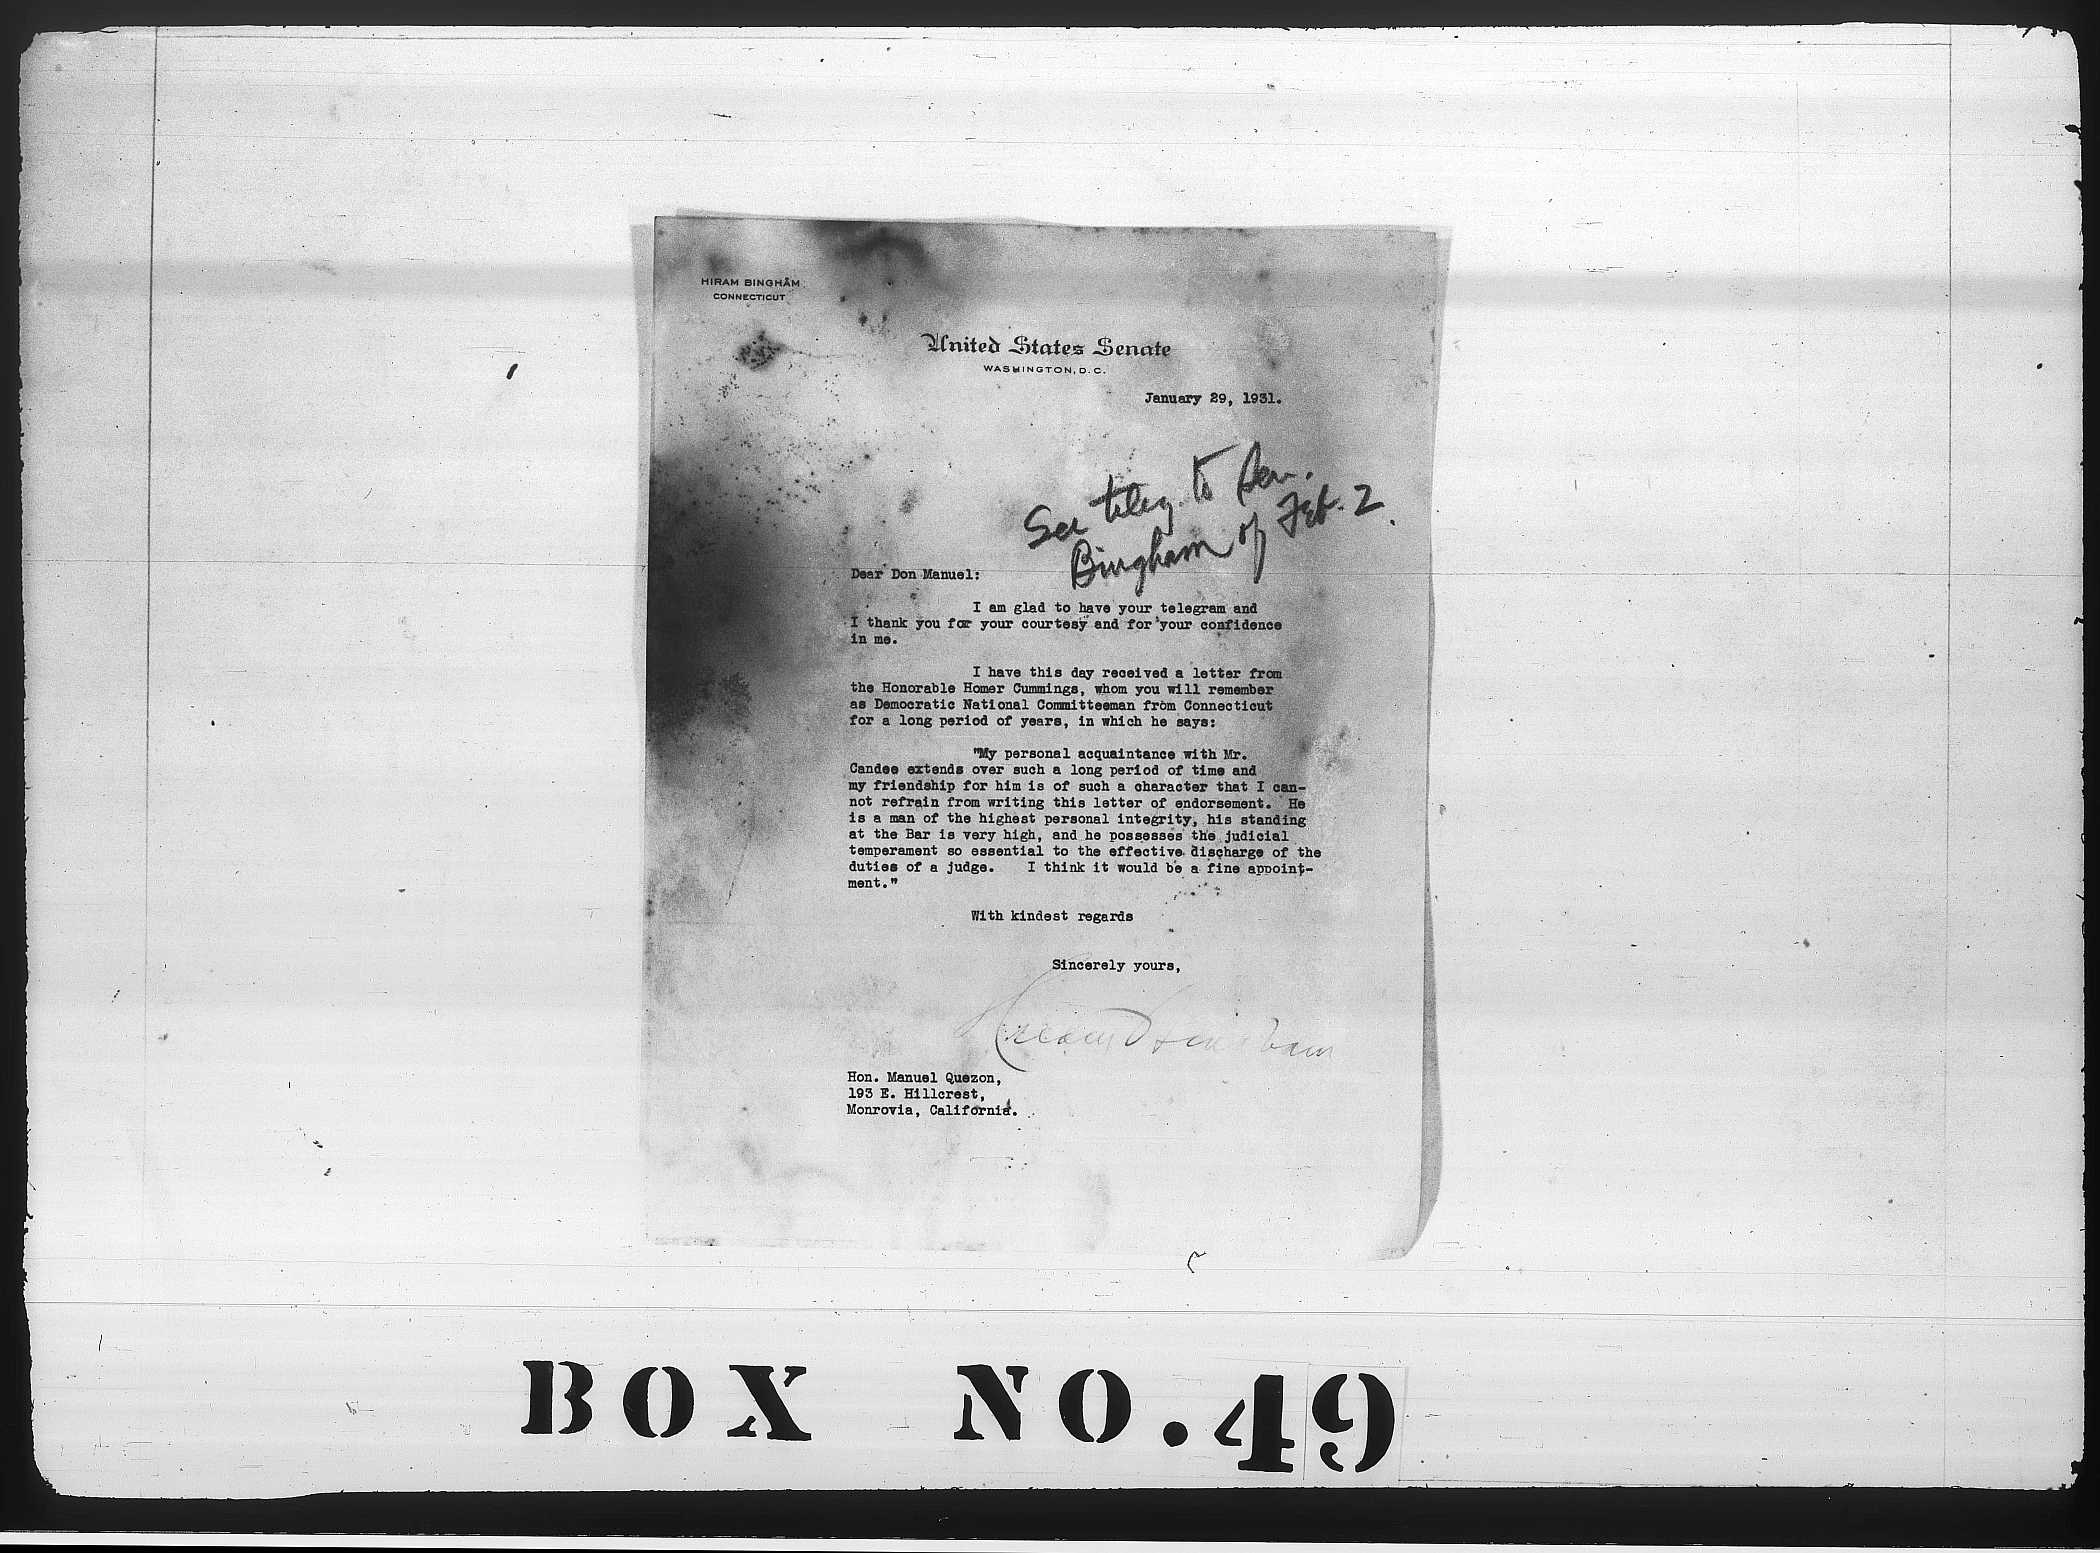 HIRAM BINGHAM
CONNECTICUT
United States Senate
WASHINGTON, D. C.
January 29, 1931.
See teleg. to Sen.
Bingham of Feb. 2.
Dear Don Manuel:
I am glad to have your telegram and
I thank you for your courtesy and for your confidence
in me.
I have this day received a letter from
the Honorable Homer Cummings, whom you will remember
as Democratic National Committeeman from Connecticut
for a long period of years, in which he says:
"My personal acquaintance with Mr.
Candee extends over such a long period of time and
my friendship for him is of such a character that I can-
not refrain from writing this letter of endorsement. He
is a man of the highest personal integrity, his standing
at the Bar is very high, and he possesses the judicial
temperament so essential to the effective discharge of the
duties of a judge. I think it would be a fine appoint-
ment."
With kindest regards
Sincerely yours,
Hiram Bingham
Hon. Manuel Quezon,
193 E. Hillcrest,
Monrovia, California.
BOX NO. 49